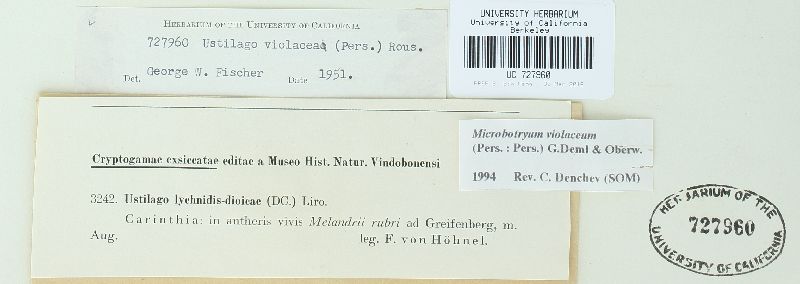 HERBARIUM OF THE UNIVERSITY OF CALIFORNIA
727960 Ustilago violacea (Pers.) Rous.
Det. George W. Fischer Date 1951.
UNIVERSITY HERBARIUM
University of California
Berkeley
UC 727960
Cryptogamae exsiccatae editae a Museo Hist. Natur. Vindobonensi
3242. Ustilago lychnidis-dioicae (DC.) Liro.
Carinthia: in antheris vivis Melandrii rubri ad Greifenberg, m.
Aug. leg. F. von Höhnel.
Microbotryum violaceum
(Pers. : Pers.) G.Deml & Oberw.
1994 Rev. C. Denchev (SOM)
HERBARIUM OF THE
727960
UNIVERSITY OF CALIFORNIA